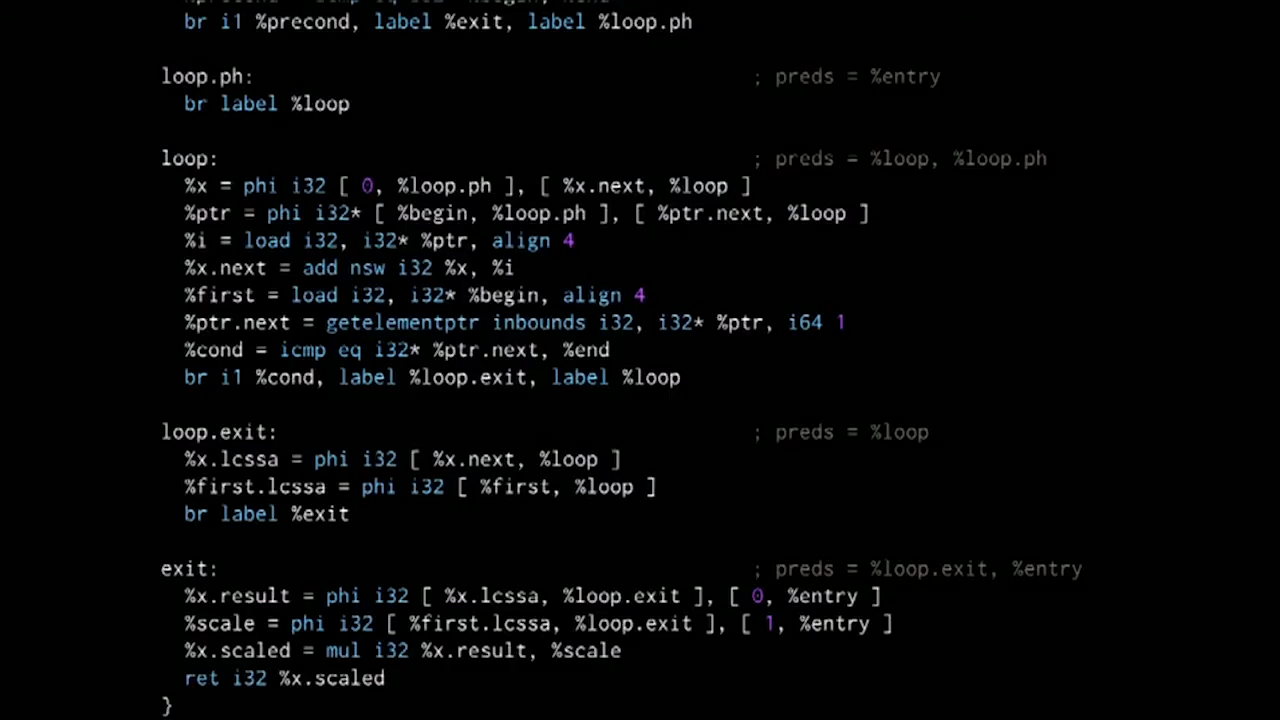 br i1 %precond, label %exit, label %loop.ph
loop.ph: ; preds = %entry
br label %loop
loop: ; preds = %loop, %loop.ph
%x = phi i32 [ 0, %loop.ph ], [ %x.next, %loop ]
%ptr = phi i32* [ %begin, %loop.ph ], [ %ptr.next, %loop ]
%i = load i32, i32* %ptr, align 4
%x.next = add nsw i32 %x, %i
%first = load i32, i32* %begin, align 4
%ptr.next = getelementptr inbounds i32, i32* %ptr, i64 1
%cond = icmp eq i32* %ptr.next, %end
br i1 %cond, label %loop.exit, label %loop
loop.exit: ; preds = %loop
%x.lcssa = phi i32 [ %x.next, %loop ]
%first.lcssa = phi i32 [ %first, %loop ]
br label %exit
exit: ; preds = %loop.exit, %entry
%x.result = phi i32 [ %x.lcssa, %loop.exit ], [ 0, %entry ]
%scale = phi i32 [ %first.lcssa, %loop.exit ], [ 1, %entry ]
%x.scaled = mul i32 %x.result, %scale
ret i32 %x.scaled
}